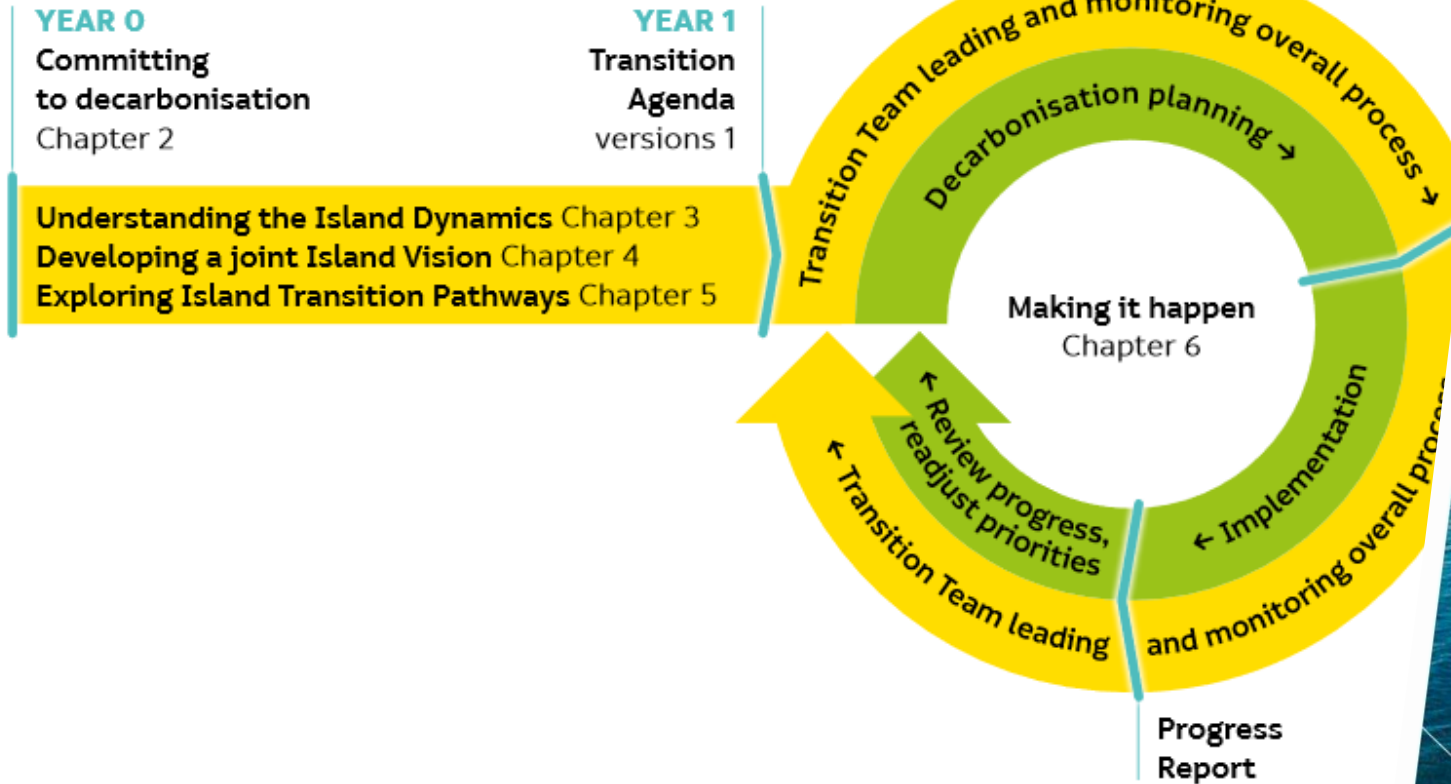 YEAR 0
Committing
to decarbonisation
Chapter 2
YEAR 1
Transition
Agenda
versions 1
Understanding the Island Dynamics Chapter 3
Developing a joint Island Vision Chapter 4
Exploring Island Transition Pathways Chapter 5
Transition Team leading and monitoring overall process →
Decarbonisation planning →
Making it happen
Chapter 6
← Implementation
← Review progress,
readjust priorities
← Transition Team leading and monitoring overall process
Progress
Report